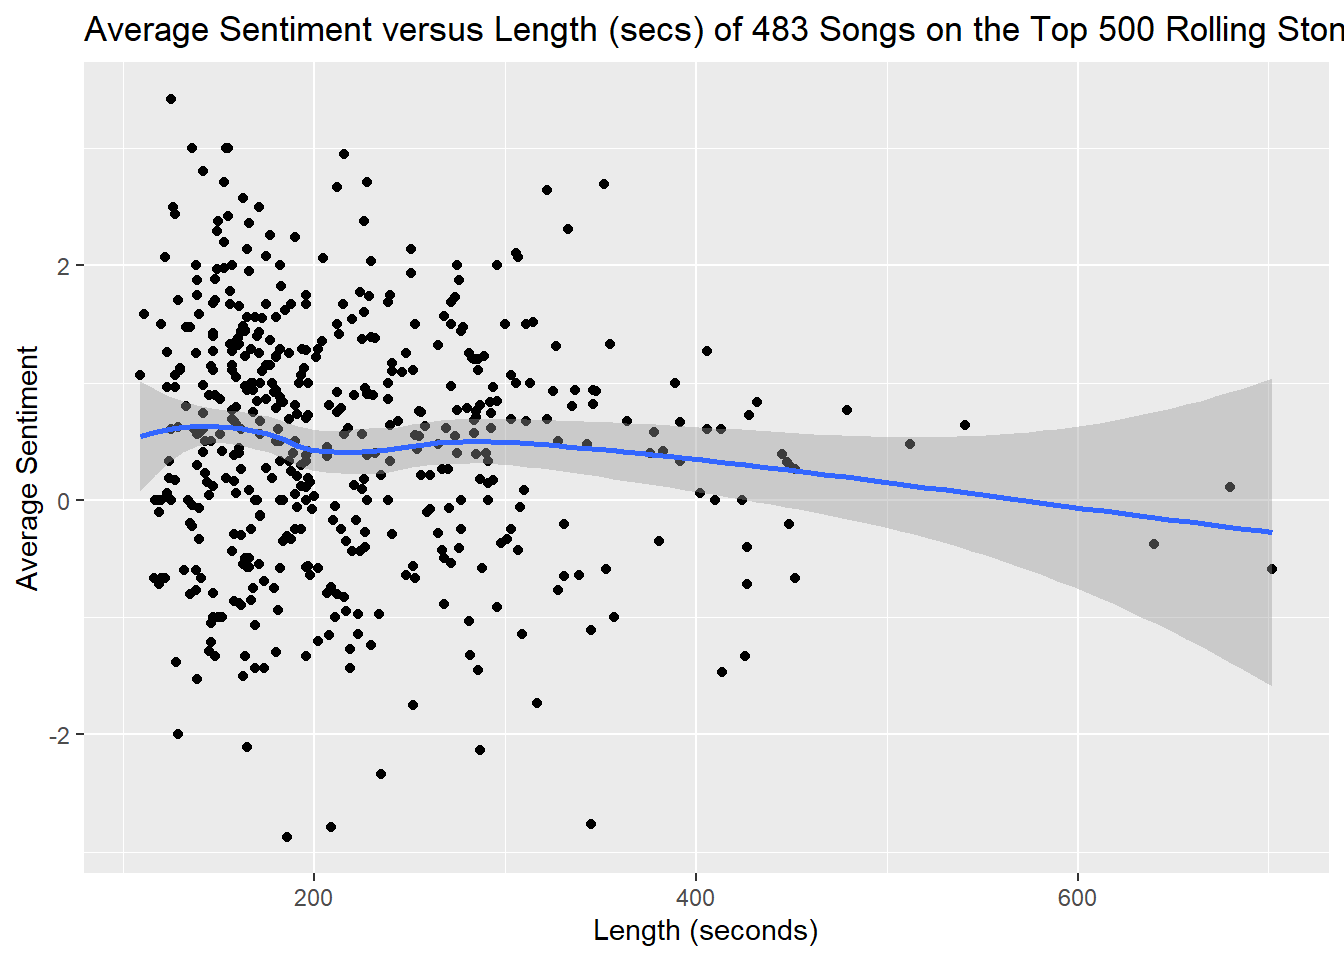 Average Sentiment versus Length (secs) of 483 Songs on the Top 500 Rolling Ston
2
0
-2
Average Sentiment
200
400
600
Length (seconds)